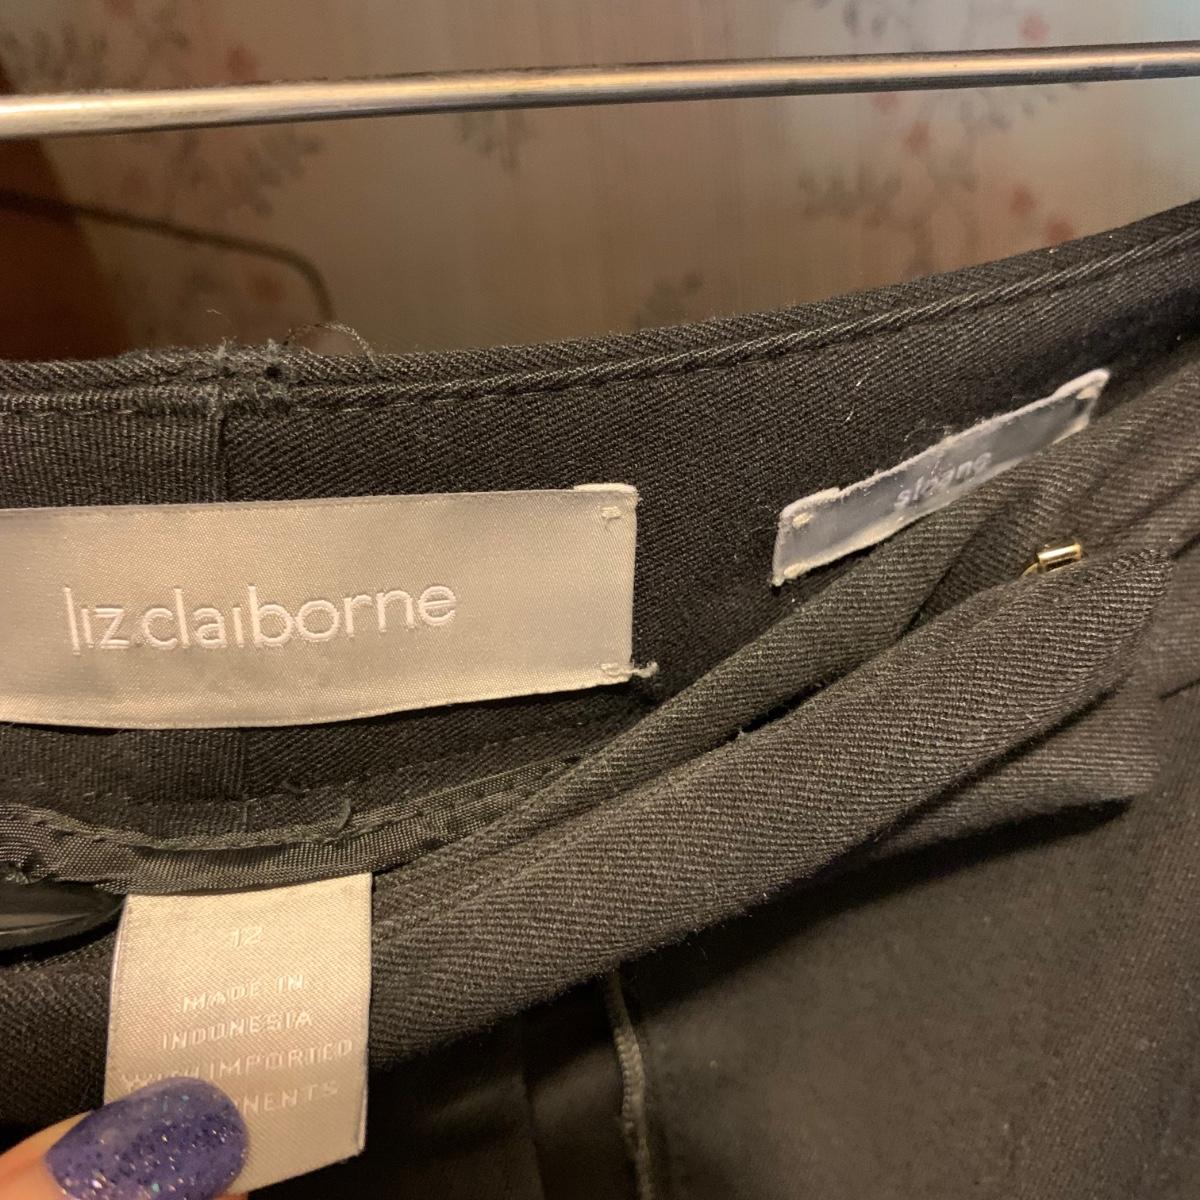 liz claiborne
sloane
12
MADE IN
INDONESIA
WITH IMPORTED